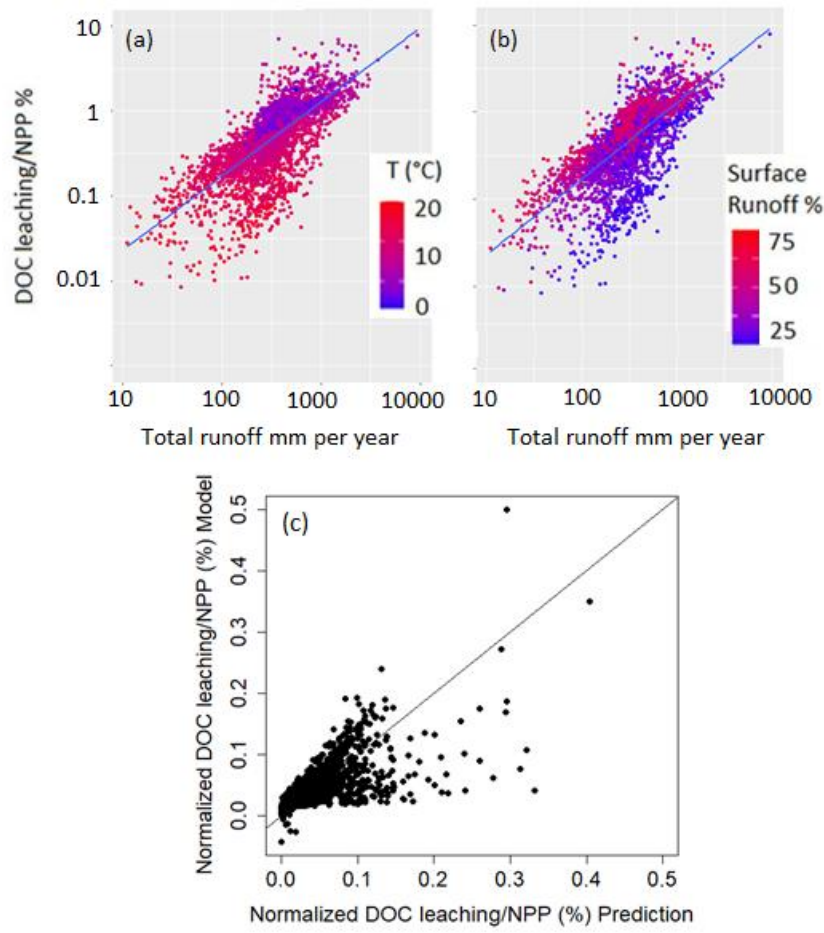 (a)
(b)
10
1
0.1
0.01
DOC leaching/NPP %
T (°C)
20
10
0
Surface
Runoff %
75
50
25
10 100 1000 10000
10 100 1000 10000
Total runoff mm per year
Total runoff mm per year
(c)
Normalized DOC leaching/NPP (%) Model
0.5
0.4
0.3
0.2
0.1
0.0
0.0 0.1 0.2 0.3 0.4 0.5
Normalized DOC leaching/NPP (%) Prediction